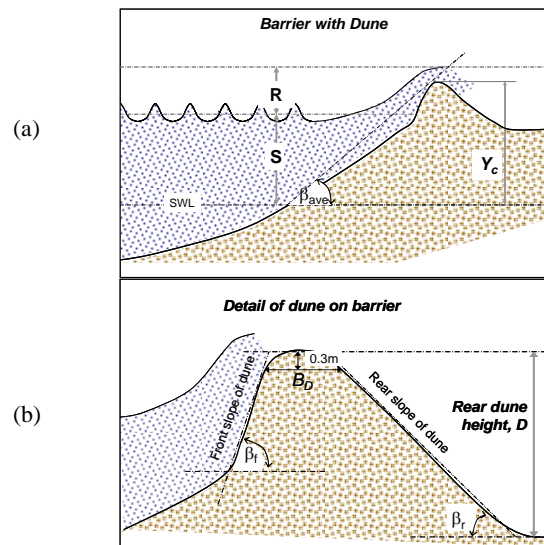 (a)
Barrier with Dune
R
S
Y_c
SWL
β_ave
(b)
Detail of dune on barrier
0.3m
B_D
Front slope of dune
Rear slope of dune
Rear dune
height, D
β_f
β_r